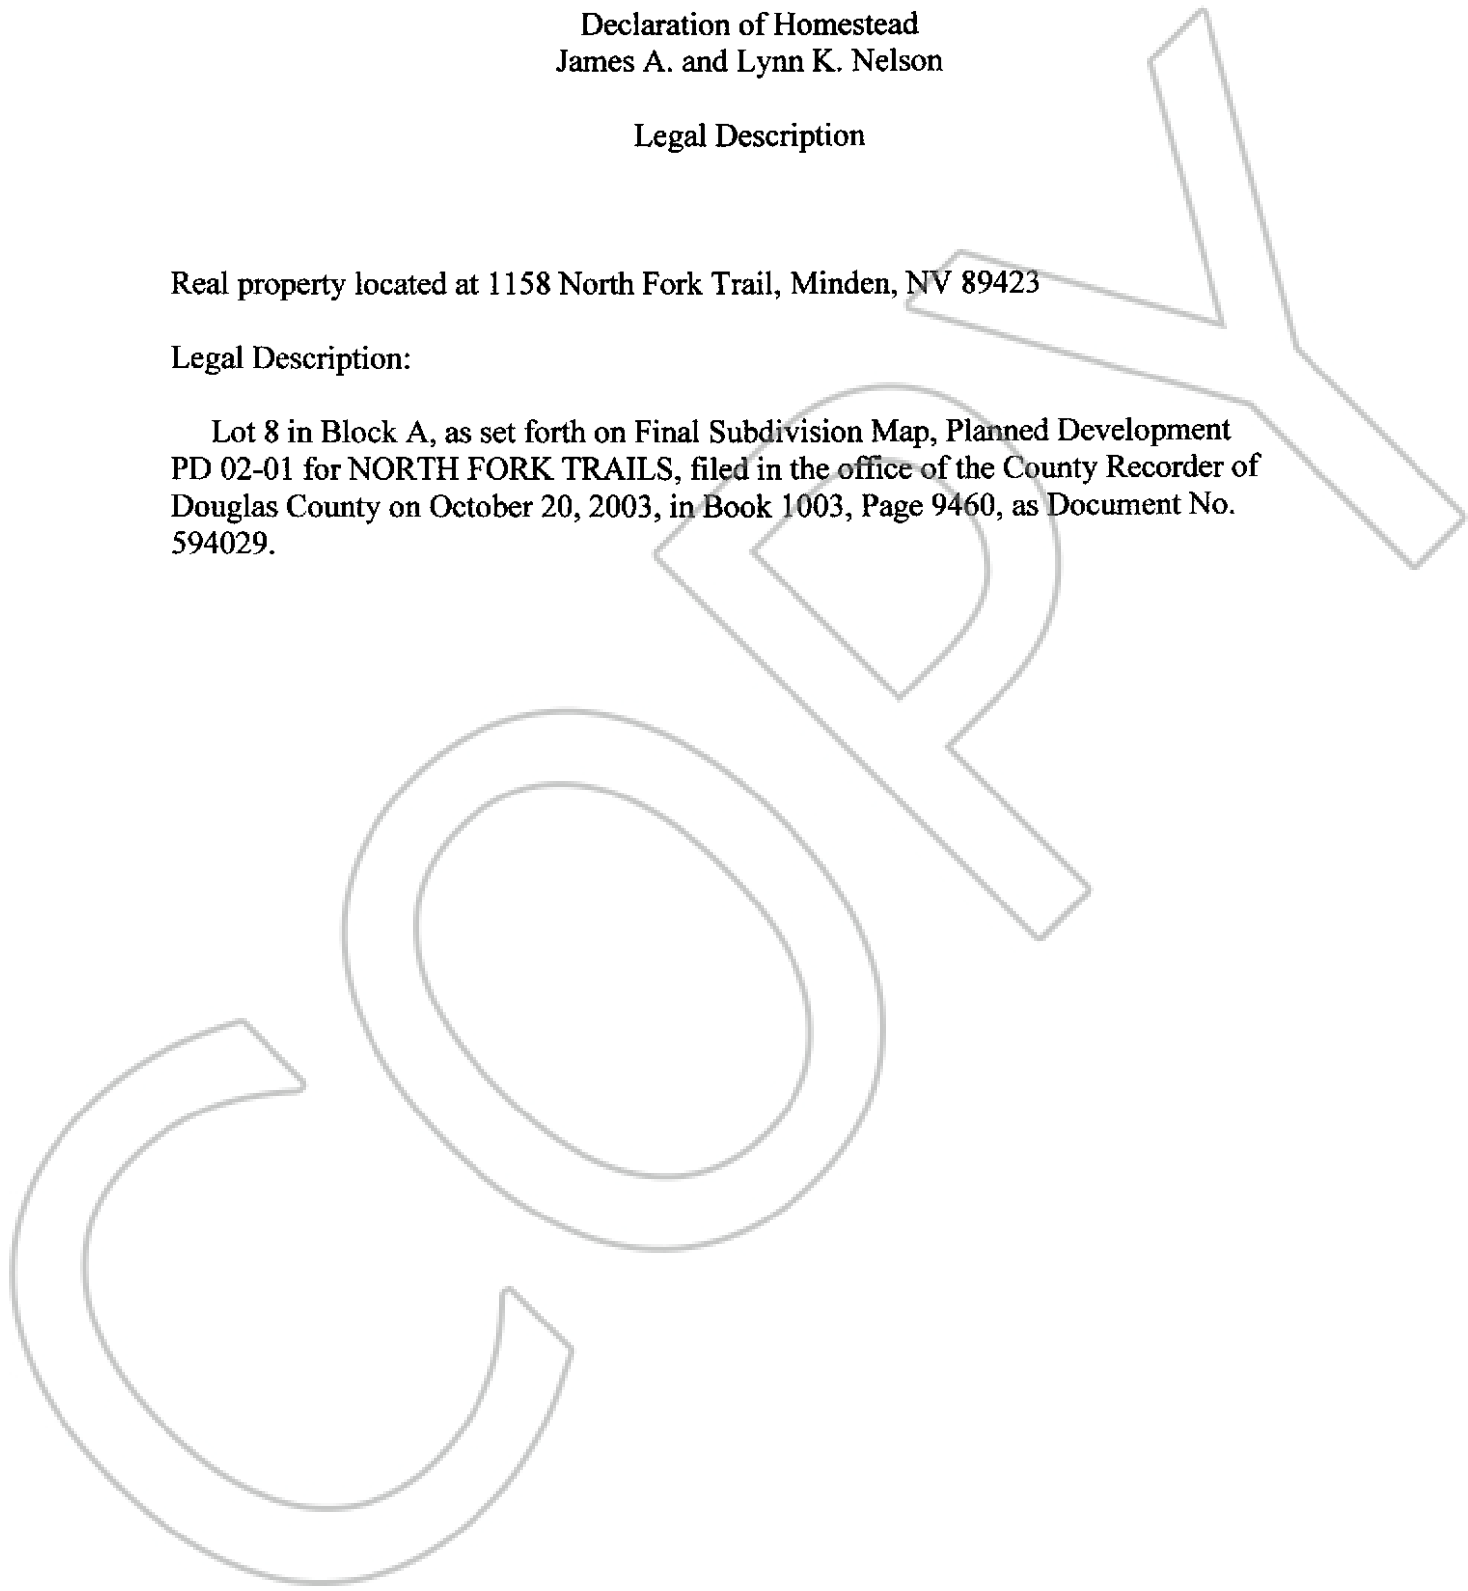 Declaration of Homestead
James A. and Lynn K. Nelson
Legal Description
Real property located at 1158 North Fork Trail, Minden, NV 89423
Legal Description:
Lot 8 in Block A, as set forth on Final Subdivision Map, Planned Development
PD 02-01 for NORTH FORK TRAILS, filed in the office of the County Recorder of
Douglas County on October 20, 2003, in Book 1003, Page 9460, as Document No.
594029.
COPY